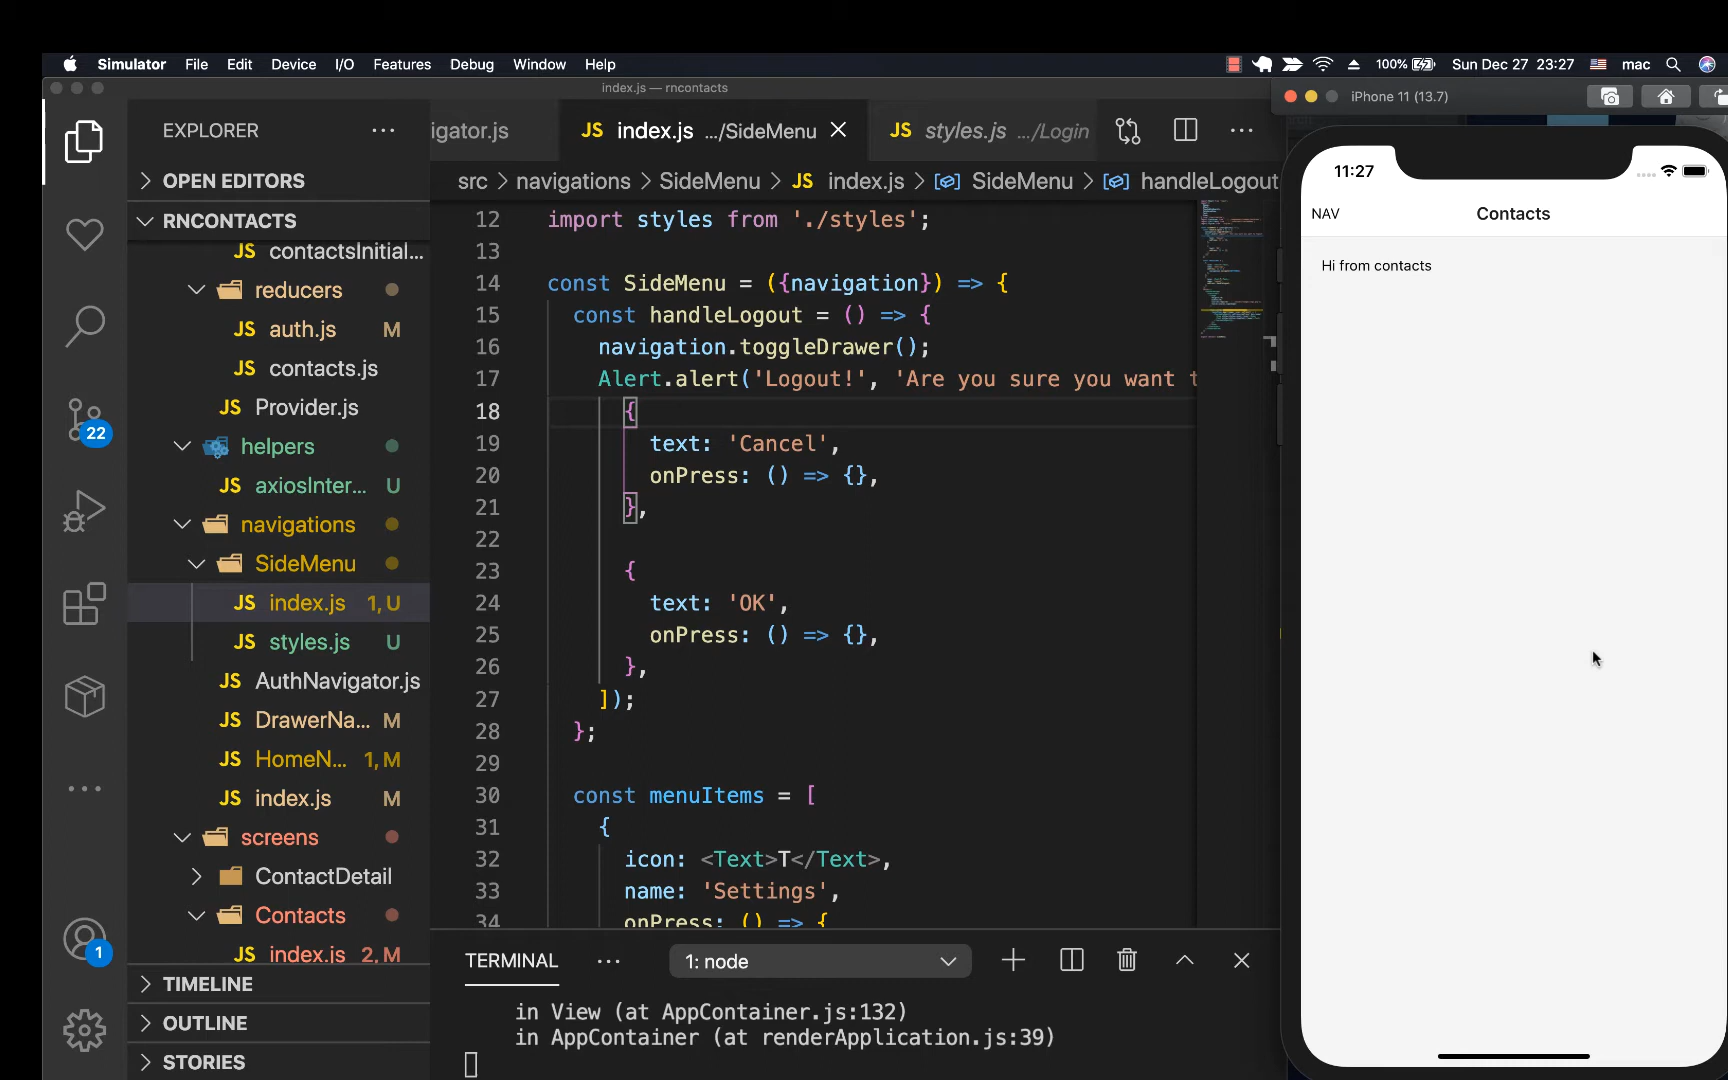 Simulator File Edit Device I/O Features Debug Window Help 100% Sun Dec 27 23:27 mac
index.js — rncontacts
iPhone 11 (13.7)
EXPLORER
OPEN EDITORS
RNCONTACTS
JS contactsInitial...
reducers
JS auth.js M
JS contacts.js
JS Provider.js
helpers
JS axiosInter... U
navigations
SideMenu
JS index.js 1, U
JS styles.js U
JS AuthNavigator.js
JS DrawerNa... M
JS HomeN... 1, M
JS index.js M
screens
ContactDetail
Contacts
JS index.js 2, M
TIMELINE
OUTLINE
STORIES
22
1
igator.js JS index.js .../SideMenu JS styles.js .../Login
src > navigations > SideMenu > JS index.js > SideMenu > handleLogout
12 import styles from './styles';
13
14 const SideMenu = ({navigation}) => {
15 const handleLogout = () => {
16 navigation.toggleDrawer();
17 Alert.alert('Logout!', 'Are you sure you want t
18 {
19 text: 'Cancel',
20 onPress: () => {},
21 },
22
23 {
24 text: 'OK',
25 onPress: () => {},
26 },
27 ]);
28 };
29
30 const menuItems = [
31 {
32 icon: <Text>T</Text>,
33 name: 'Settings',
34 onPress: () => {
TERMINAL 1: node
in View (at AppContainer.js:132)
in AppContainer (at renderApplication.js:39)
11:27
NAV Contacts
Hi from contacts